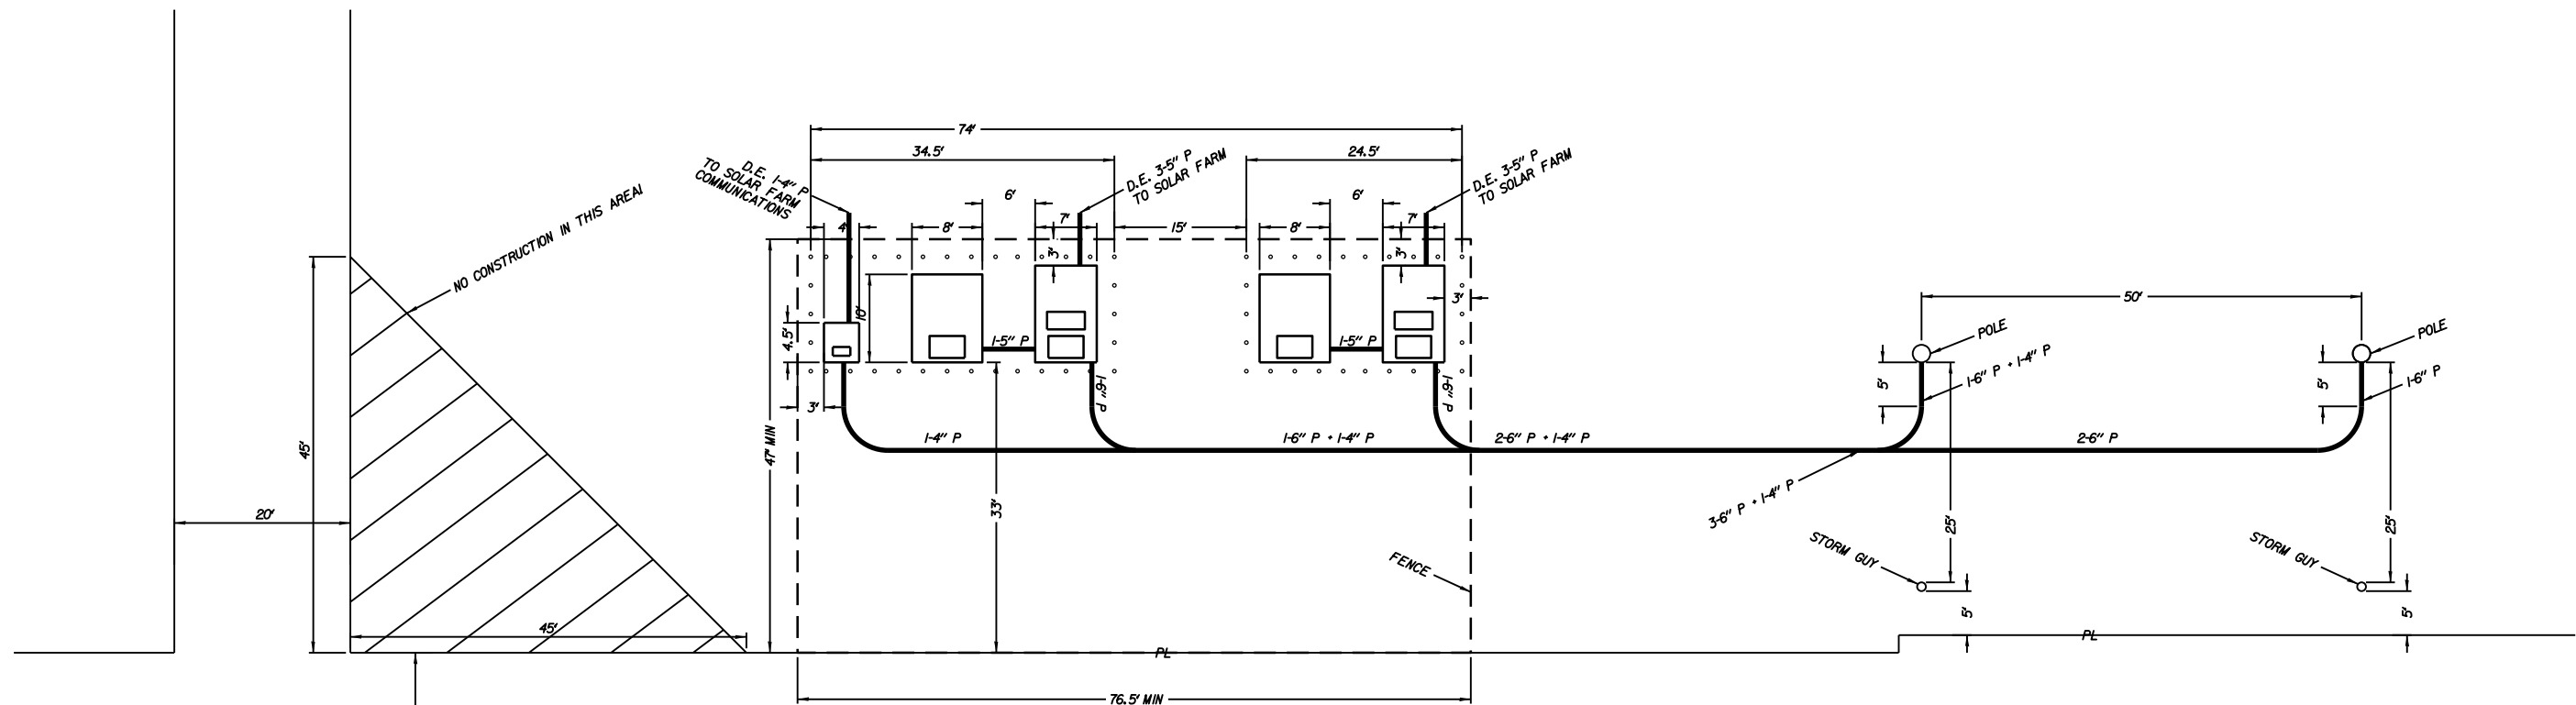 74'
34.5'
24.5'
D.E. 1-4" P
TO SOLAR FARM
COMMUNICATIONS
D.E. 3-5" P
TO SOLAR FARM
D.E. 3-5" P
TO SOLAR FARM
NO CONSTRUCTION IN THIS AREA!
6'
6'
4'
8'
7'
15'
8'
7'
3'
3'
3'
50'
10'
4.5'
1-5" P
1-5" P
POLE
POLE
5'
1-6" P + 1-4" P
5'
1-6" P
1-6" P
1-6" P
3'
45'
47' MIN
1-4" P
1-6" P + 1-4" P
2-6" P + 1-4" P
2-6" P
3-6" P + 1-4" P
33'
20'
25'
25'
STORM GUY
STORM GUY
FENCE
5'
5'
45'
PL
PL
76.5' MIN